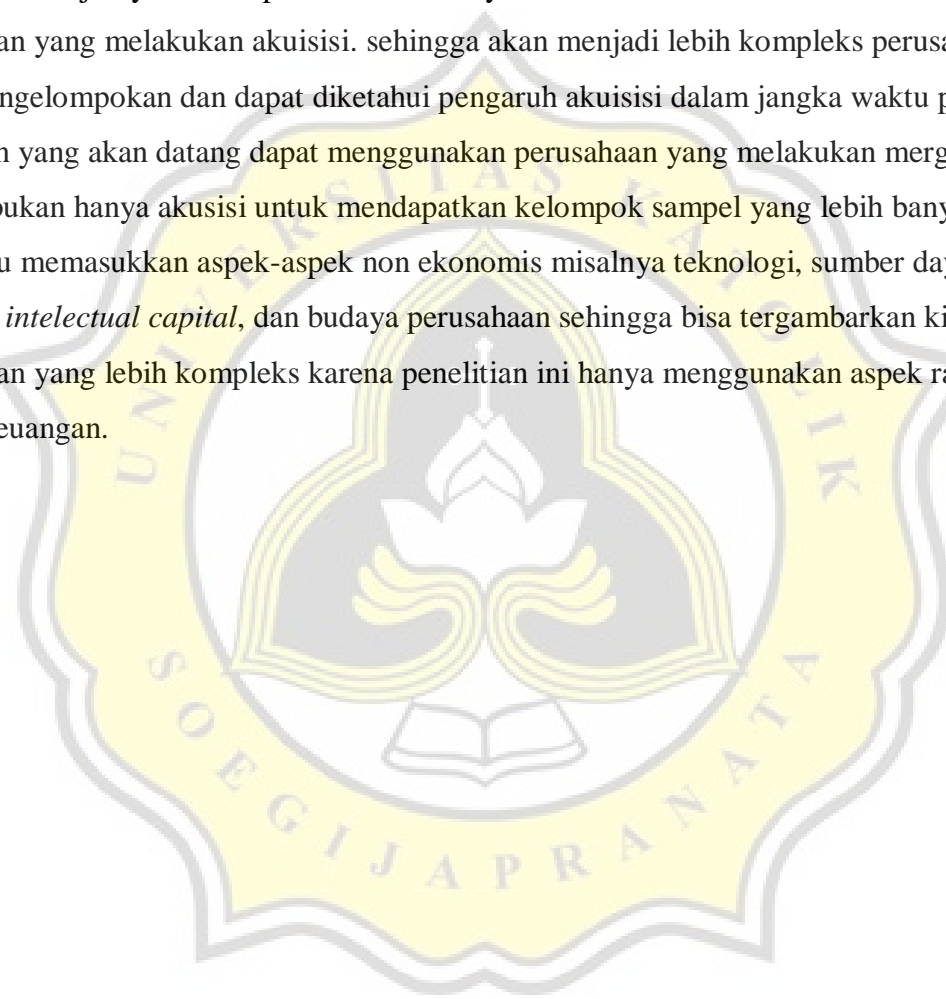 an yang melakukan akuisisi. sehingga akan menjadi lebih kompleks perusa
ngelompokan dan dapat diketahui pengaruh akuisisi dalam jangka waktu p
n yang akan datang dapat menggunakan perusahaan yang melakukan merg
bukan hanya akusisi untuk mendapatkan kelompok sampel yang lebih bany
u memasukkan aspek-aspek non ekonomis misalnya teknologi, sumber day
intelectual capital, dan budaya perusahaan sehingga bisa tergambarkan ki
an yang lebih kompleks karena penelitian ini hanya menggunakan aspek ra
euangan.
UNIVERSITAS KATOLIK
SOEGIJAPRANATA